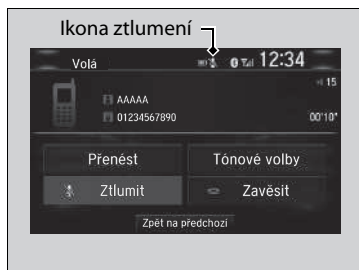 Ikona ztlumení
Volá 12:34
15
AAAAA
01234567890 00'10"
Přenést Tónové volby
Ztlumit Zavěsit
Zpět na předchozí